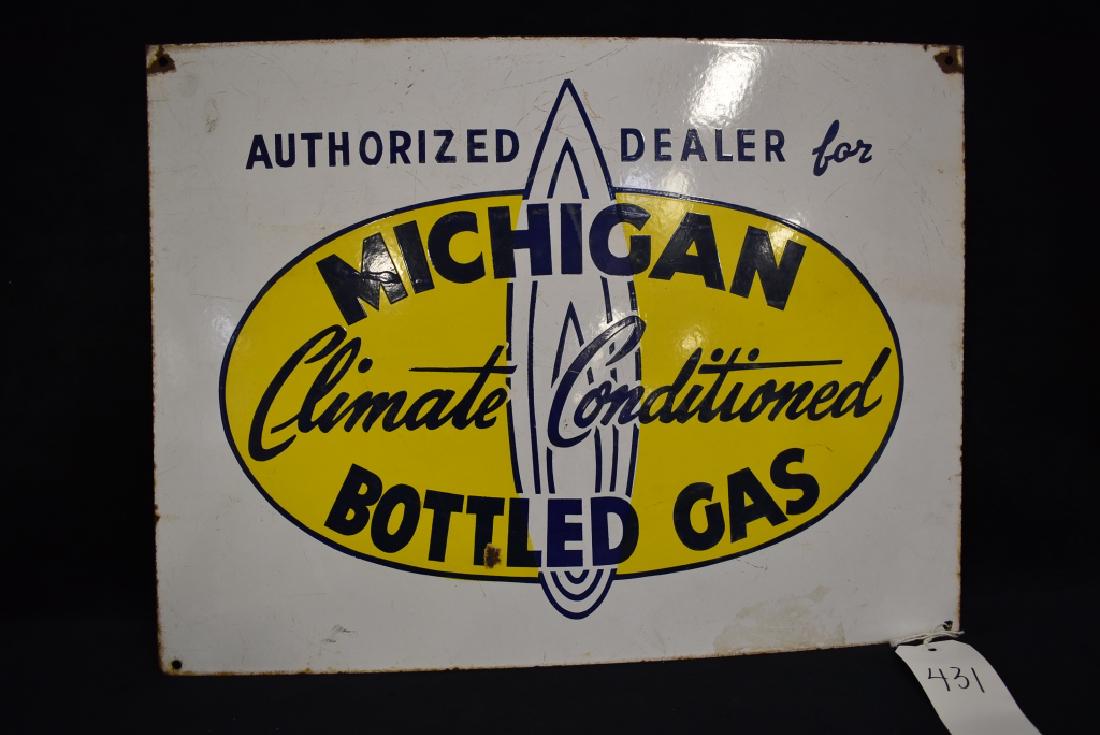 AUTHORIZED DEALER for
MICHIGAN
Climate Conditioned
BOTTLED GAS
431